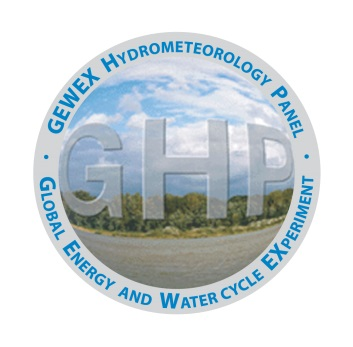 GEWEX HYDROMETEOROLOGY PANEL
GHP
GLOBAL ENERGY AND WATER CYCLE EXPERIMENT